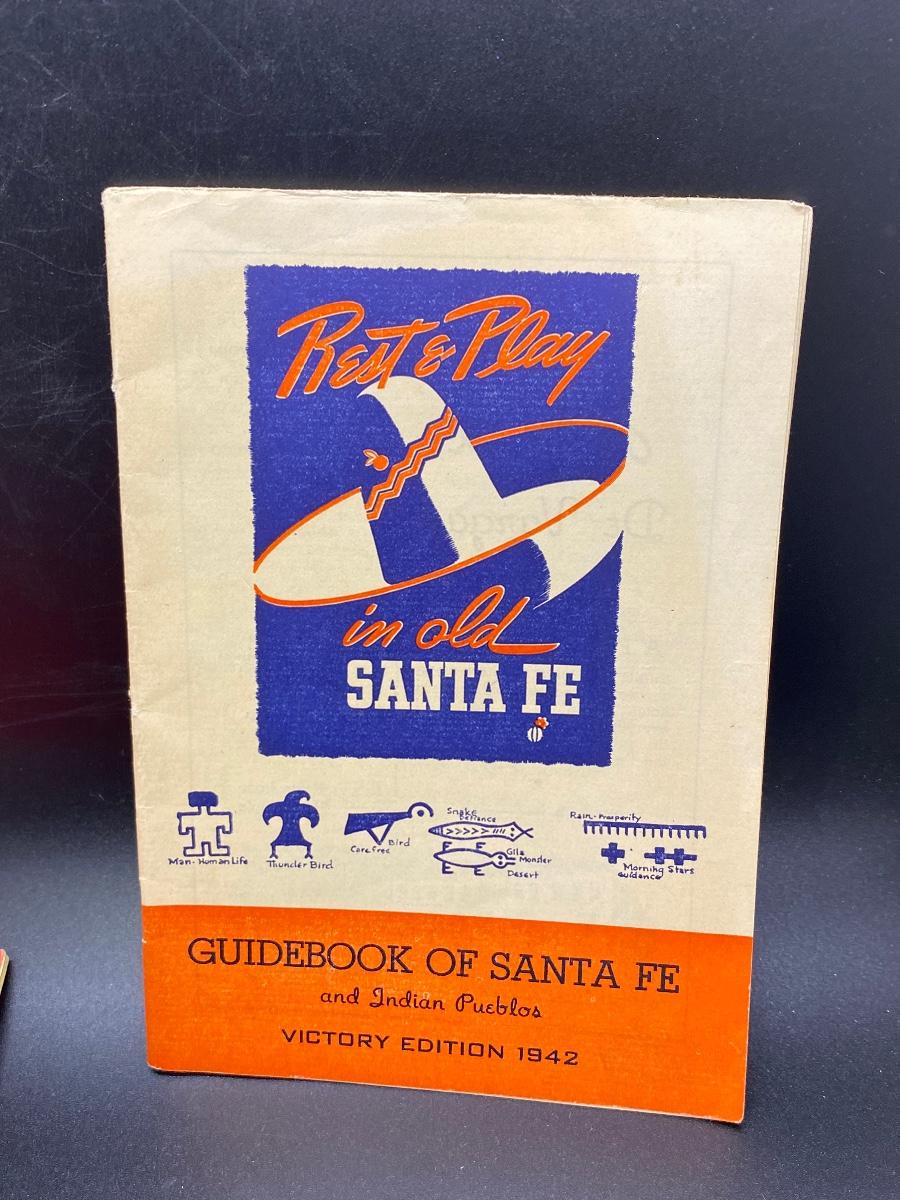 Rest & Play
in old
SANTA FE
Man-Human Life
Thunder Bird
Care free Bird
Snake
Defiance
Gila
Monster
Desert
Rain-Prosperity
Morning Stars
Guidance
GUIDEBOOK OF SANTA FE
and Indian Pueblos
VICTORY EDITION 1942